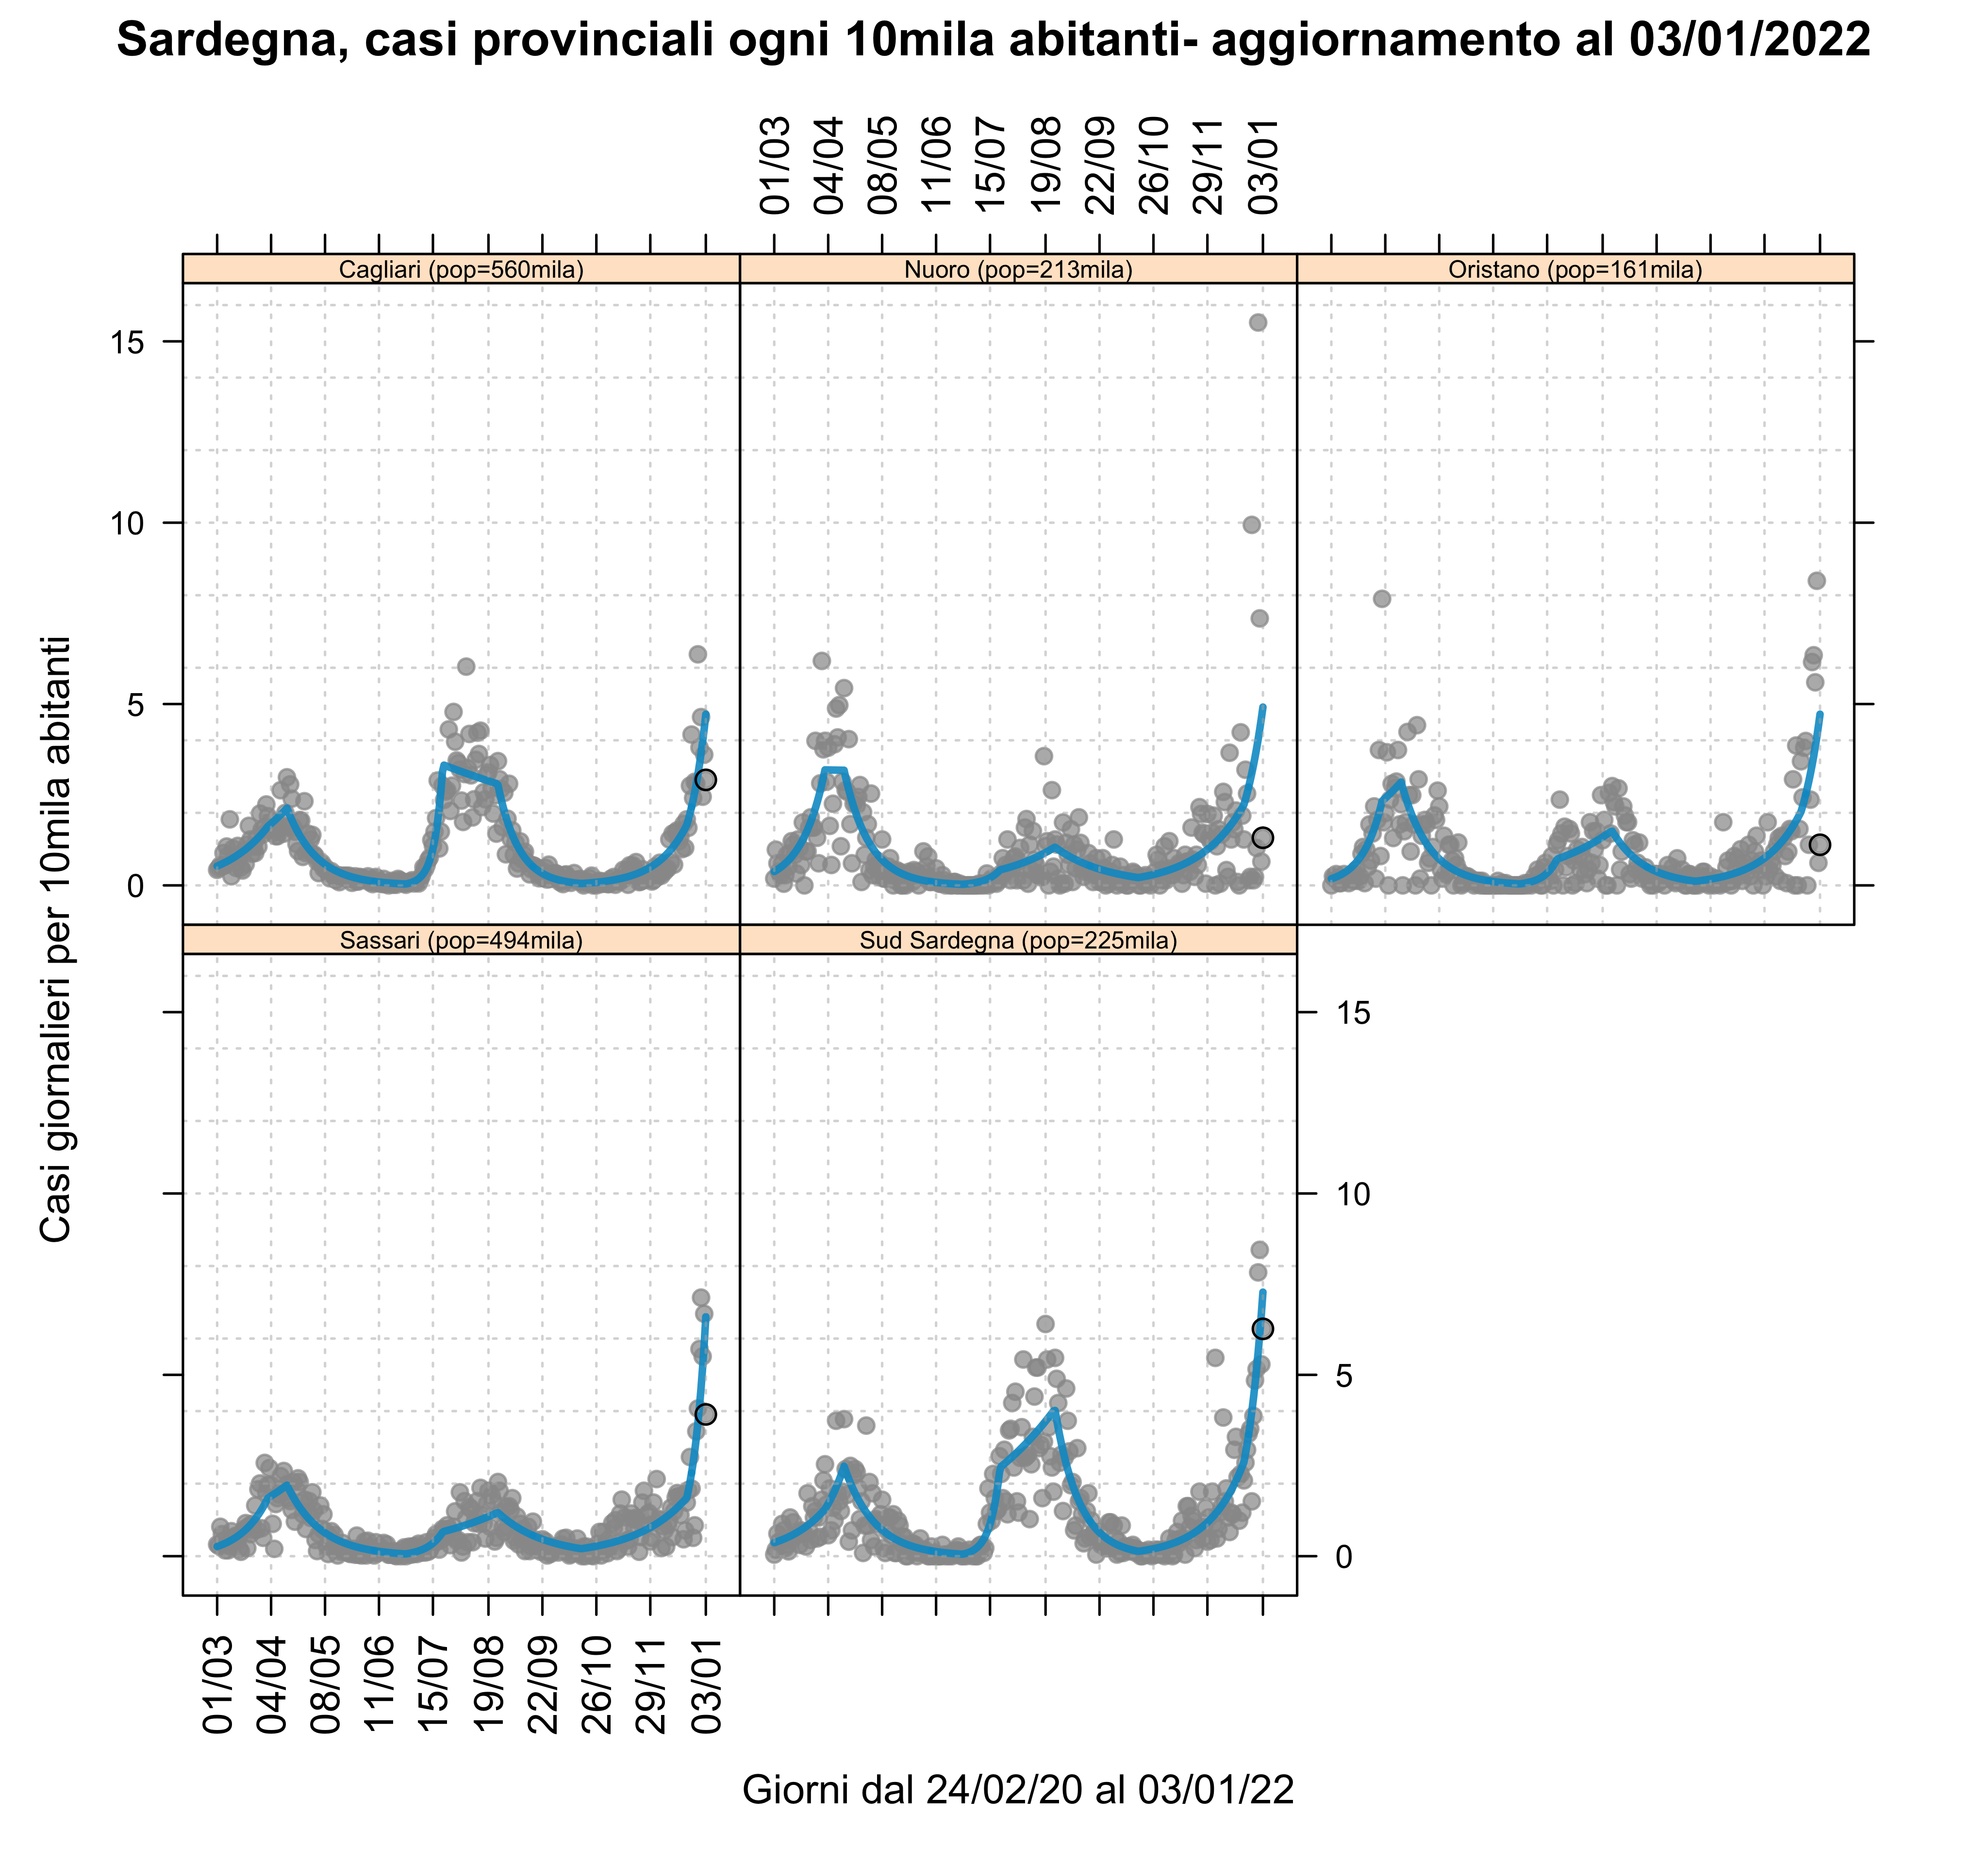 Sardegna, casi provinciali ogni 10mila abitanti- aggiornamento al 03/01/2022
01/03 04/04 08/05 11/06 15/07 19/08 22/09 26/10 29/11 03/01
Cagliari (pop=560mila)
Nuoro (pop=213mila)
Oristano (pop=161mila)
15
10
5
0
Casi giornalieri per 10mila abitanti
Sassari (pop=494mila)
Sud Sardegna (pop=225mila)
15
10
5
0
01/03 04/04 08/05 11/06 15/07 19/08 22/09 26/10 29/11 03/01
Giorni dal 24/02/20 al 03/01/22